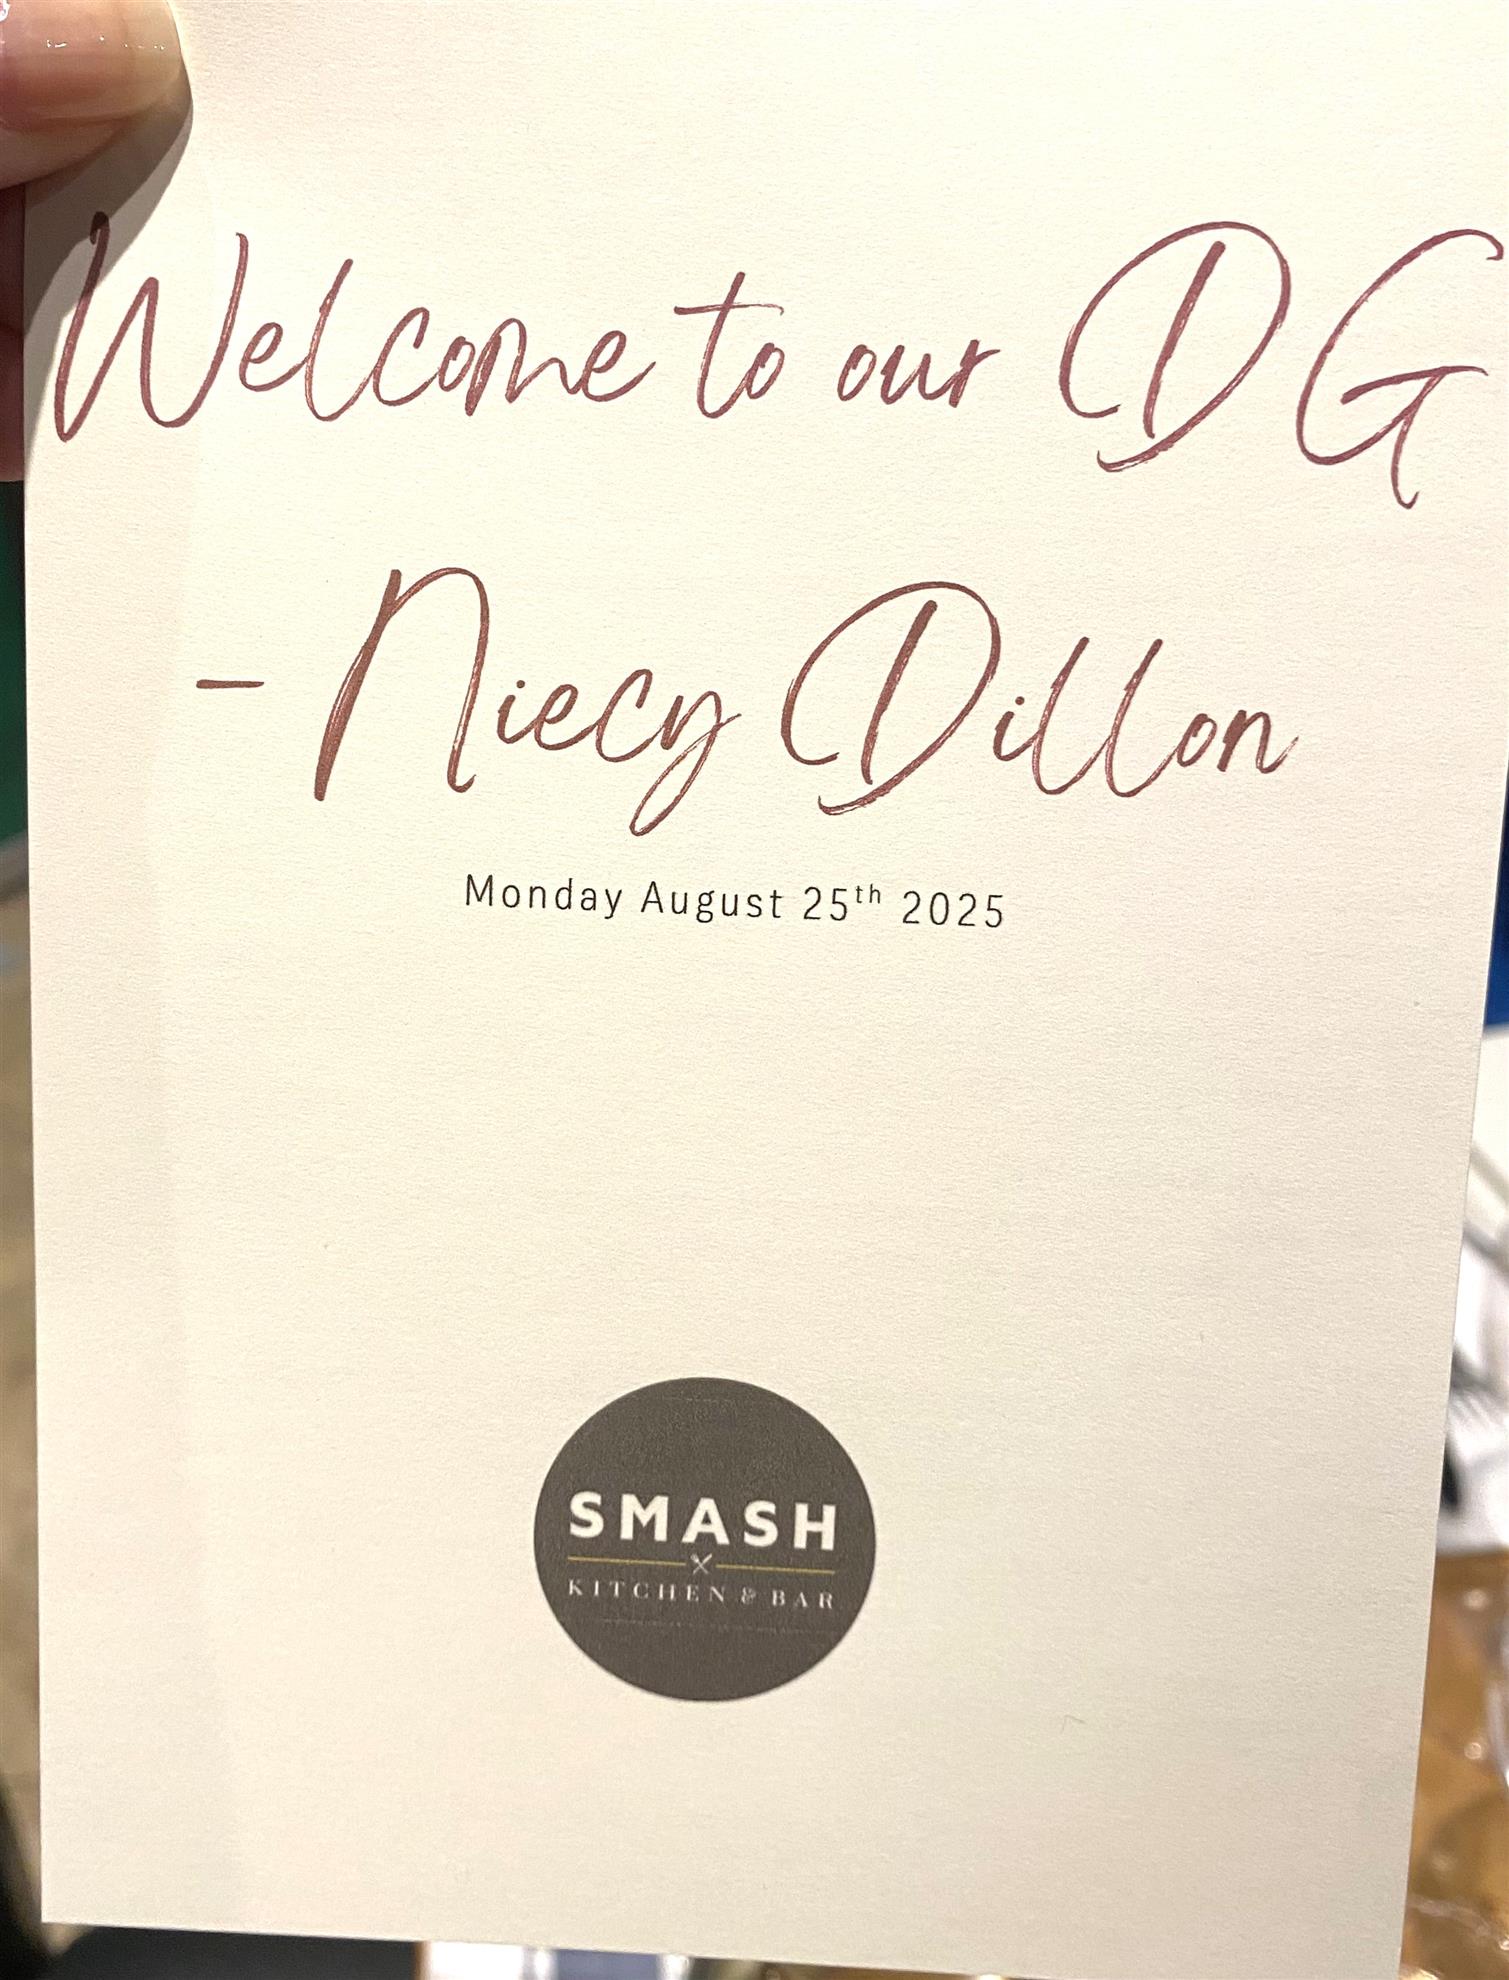 Welcome to our DG
– Niecy Dillon
Monday August 25th 2025
SMASH
KITCHEN & BAR